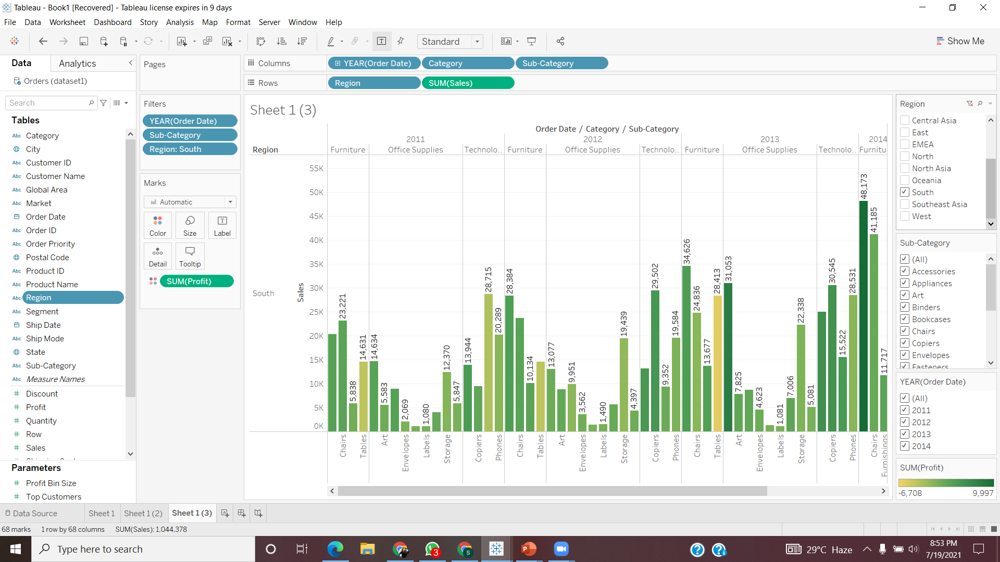 Tableau - Book1 [Recovered] - Tableau license expires in 9 days
File Data Worksheet Dashboard Story Analysis Map Format Server Window Help
Standard
Show Me
Data Analytics
Orders (dataset1)
Search
Tables
Abc Category
City
Abc Customer ID
Abc Customer Name
Abc Global Area
Abc Market
Order Date
Abc Order ID
Abc Order Priority
Postal Code
Abc Product ID
Abc Product Name
Abc Region
Abc Segment
Ship Date
Abc Ship Mode
State
Abc Sub-Category
Abc Measure Names
# Discount
# Profit
# Quantity
# Row
# Sales
Parameters
# Profit Bin Size
# Top Customers
Pages
Filters
YEAR(Order Date)
Sub-Category
Region: South
Marks
Automatic
Color Size Label
Detail Tooltip
SUM(Profit)
Columns YEAR(Order Date) Category Sub-Category
Rows Region SUM(Sales)
Sheet 1 (3)
Order Date / Category / Sub-Category
2011 2012 2013 2014
Region Furniture Office Supplies Technolo.. Furniture Office Supplies Technolo.. Furniture Office Supplies Technolo.. Furnitu
South
Sales
55K
50K
45K
40K
35K
30K
25K
20K
15K
10K
5K
0K
23,221 5,838 14,631 14,634 5,583 2,069 1,080 12,370 5,847 13,944 28,715 20,289
28,384 10,134 13,077 9,951 3,562 1,490 19,439 4,397 29,502 9,352 19,584
34,626 24,836 13,677 28,413 31,053 7,825 4,623 1,081 7,006 22,338 5,081 30,545 15,522 28,531
48,173 41,185 11,717
Chairs Tables Art Envelopes Labels Storage Copiers Phones
Chairs Tables Art Envelopes Labels Storage Copiers Phones
Chairs Tables Art Envelopes Labels Storage Copiers Phones
Chairs Furnishings
Region
Central Asia
East
EMEA
North
North Asia
Oceania
South
Southeast Asia
West
Sub-Category
(All)
Accessories
Appliances
Art
Binders
Bookcases
Chairs
Copiers
Envelopes
Fasteners
YEAR(Order Date)
(All)
2011
2012
2013
2014
SUM(Profit)
-6,708 9,997
Data Source Sheet 1 Sheet 1 (2) Sheet 1 (3)
68 marks 1 row by 68 columns SUM(Sales): 1,044,378
Type here to search
3
S
P
29°C Haze
8:53 PM
7/19/2021